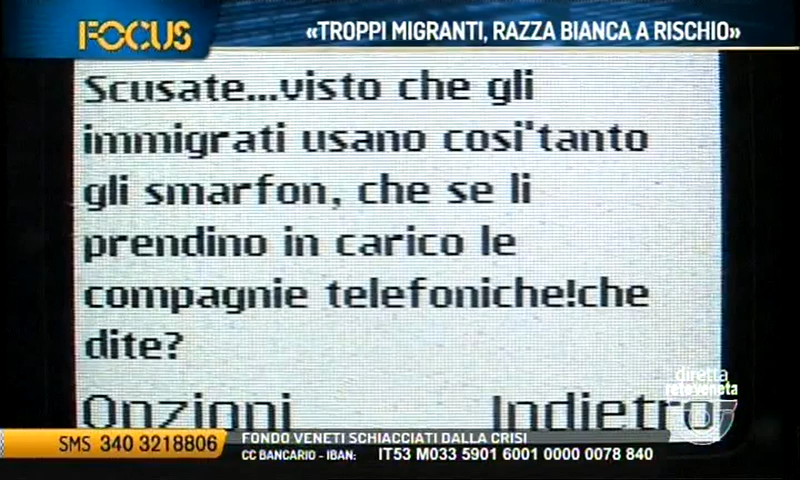 FOCUS
«TROPPI MIGRANTI, RAZZA BIANCA A RISCHIO»
Scusate...visto che gli
immigrati usano cosi'tanto
gli smarfon, che se li
prendino in carico le
compagnie telefoniche!che
dite?
Opzioni Indietro
diretta
reteveneta
SMS 340 3218806
FONDO VENETI SCHIACCIATI DALLA CRISI
CC BANCARIO - IBAN: IT53 M033 5901 6001 0000 0078 840